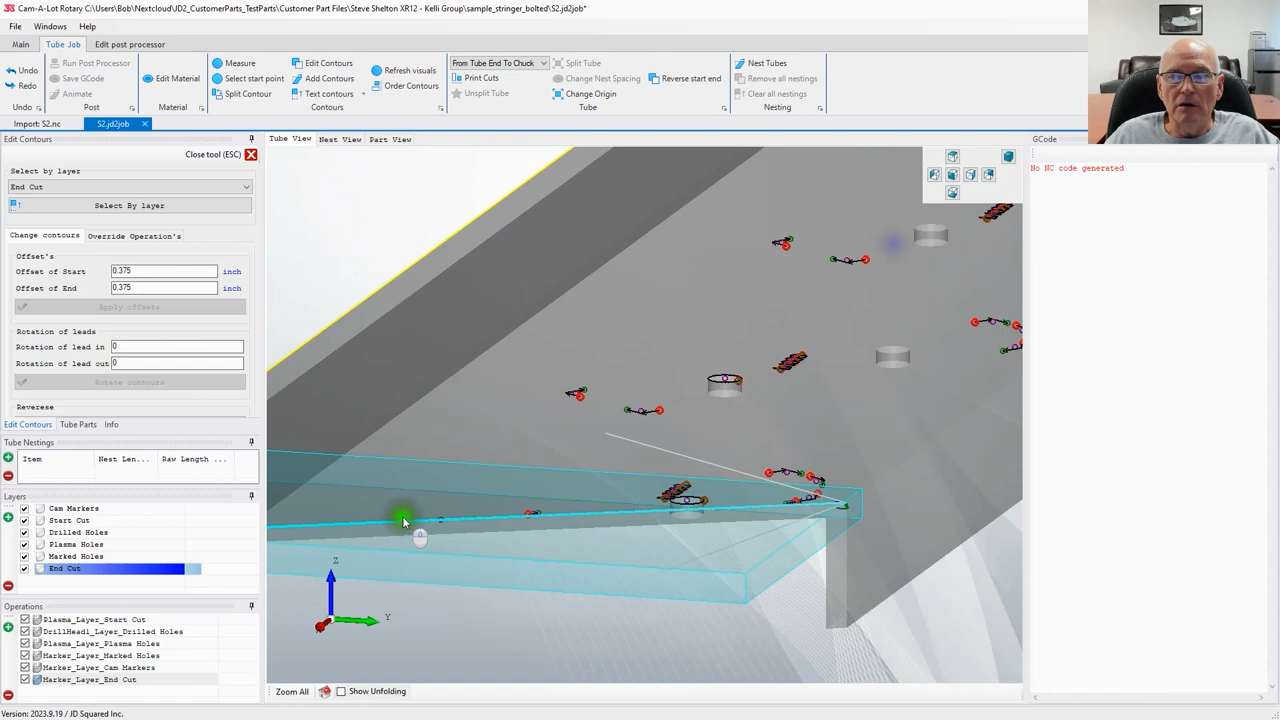 Cam-A-Lot Rotary C:\Users\Bob\Nextcloud\JD2_CustomerParts_TestParts\Customer Part Files\Steve Shelton XR12 - Kelli Group\sample_stringer_bolted\S2.jd2job*
File Windows Help
Main Tube Job Edit post processor
Undo Run Post Processor Measure Edit Contours Refresh visuals From Tube End To Chuck Split Tube Nest Tubes
Redo Save GCode Edit Material Select start point Add Contours Order Contours Print Cuts Change Nest Spacing Reverse start end Remove all nestings
Animate Split Contour Text contours Unsplit Tube Change Origin Clear all nestings
Undo Post Material Contours Tube Nesting
Import: S2.nc S2.jd2job
Edit Contours Tube View Nest View Part View GCode
Close tool (ESC)
No NC code generated
Select by layer
End Cut
Select By layer
Change contours Override Operation's
Offset's
Offset of Start 0.375 inch
Offset of End 0.375 inch
Apply offsets
Rotation of leads
Rotation of lead in 0
Rotation of lead out 0
Rotate contours
Reverese
Edit Contours Tube Parts Info
Tube Nestings
Item Nest Len... Raw Length ...
Layers
Cam Markers
Start Cut
Drilled Holes
Plasma Holes
Marked Holes
End Cut
Z
Y
Operations
Plasma_Layer_Start Cut
DrillHead1_Layer_Drilled Holes
Plasma_Layer_Plasma Holes
Marker_Layer_Marked Holes
Marker_Layer_Cam Markers
Marker_Layer_End Cut
Zoom All Show Unfolding
Version: 2023.9.19 / JD Squared Inc.